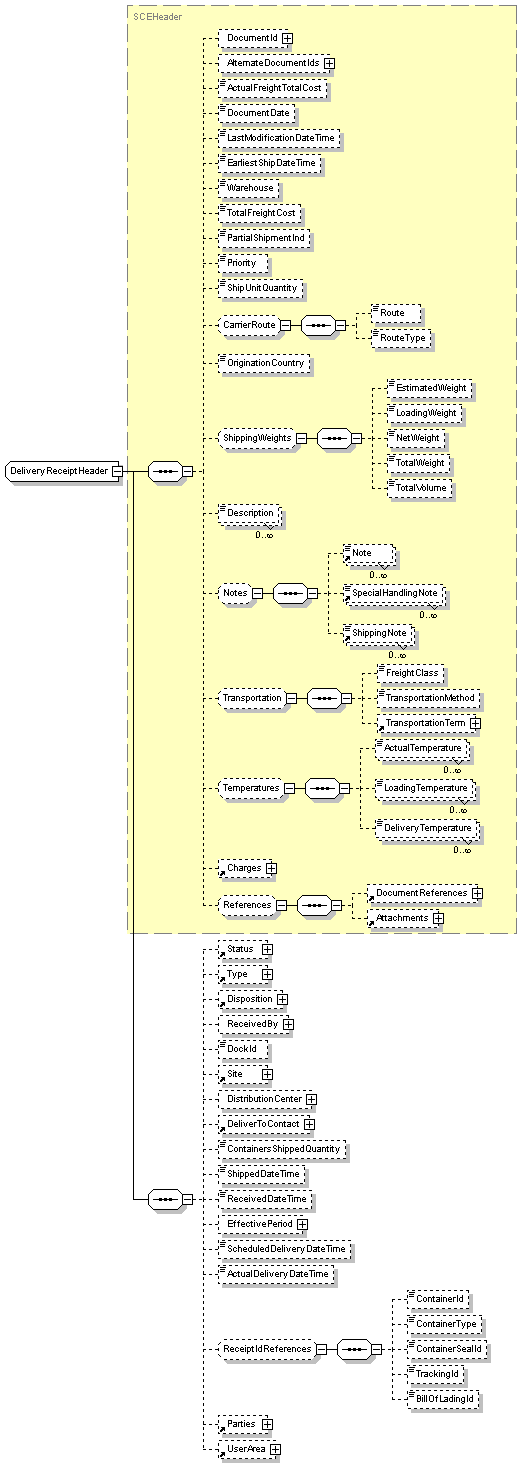 SCEHeader
DocumentId
AlternateDocumentIds
ActualFreightTotalCost
DocumentDate
LastModificationDateTime
EarliestShipDateTime
Warehouse
TotalFreightCost
PartialShipmentInd
Priority
ShipUnitQuantity
CarrierRoute
Route
RouteType
OriginationCountry
ShippingWeights
EstimatedWeight
LoadingWeight
NetWeight
TotalWeight
TotalVolume
DeliveryReceiptHeader
Description
0..∞
Notes
Note
0..∞
SpecialHandlingNote
0..∞
ShippingNote
0..∞
Transportation
FreightClass
TransportationMethod
TransportationTerm
Temperatures
ActualTemperature
0..∞
LoadingTemperature
0..∞
DeliveryTemperature
0..∞
Charges
References
DocumentReferences
Attachments
Status
Type
Disposition
ReceivedBy
DockId
Site
DistributionCenter
DeliverToContact
ContainersShippedQuantity
ShippedDateTime
ReceivedDateTime
EffectivePeriod
ScheduledDeliveryDateTime
ActualDeliveryDateTime
ReceiptIdReferences
ContainerId
ContainerType
ContainerSealId
TrackingId
BillOfLadingId
Parties
UserArea